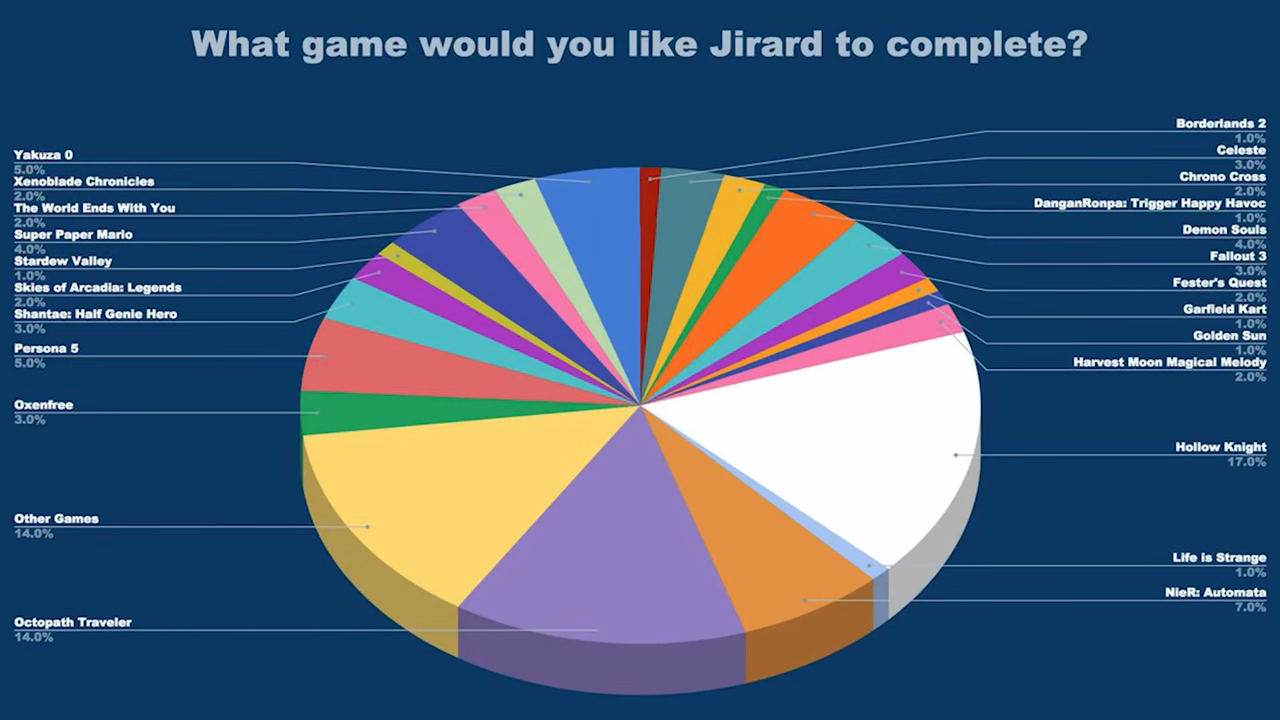 What game would you like Jirard to complete?
Yakuza 0
5.0%
Xenoblade Chronicles
2.0%
The World Ends With You
2.0%
Super Paper Mario
4.0%
Stardew Valley
1.0%
Skies of Arcadia: Legends
2.0%
Shantae: Half Genie Hero
3.0%
Persona 5
5.0%
Oxenfree
3.0%
Other Games
14.0%
Octopath Traveler
14.0%
Borderlands 2
1.0%
Celeste
3.0%
Chrono Cross
2.0%
DanganRonpa: Trigger Happy Havoc
1.0%
Demon Souls
4.0%
Fallout 3
3.0%
Fester's Quest
2.0%
Garfield Kart
1.0%
Golden Sun
1.0%
Harvest Moon Magical Melody
2.0%
Hollow Knight
17.0%
Life is Strange
1.0%
NieR: Automata
7.0%